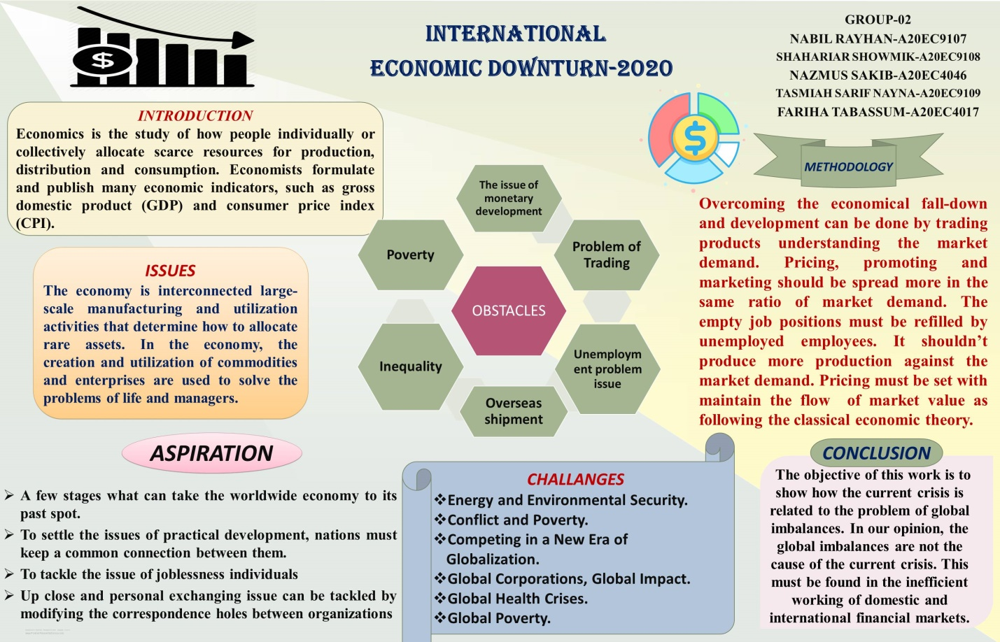 INTERNATIONAL
ECONOMIC DOWNTURN-2020
GROUP-02
NABIL RAYHAN-A20EC9107
SHAHARIAR SHOWMIK-A20EC9108
NAZMUS SAKIB-A20EC4046
TASMIAH SARIF NAYNA-A20EC9109
FARIHA TABASSUM-A20EC4017
$
INTRODUCTION
Economics is the study of how people individually or
collectively allocate scarce resources for production,
distribution and consumption. Economists formulate
and publish many economic indicators, such as gross
domestic product (GDP) and consumer price index
(CPI).
ISSUES
The economy is interconnected large-
scale manufacturing and utilization
activities that determine how to allocate
rare assets. In the economy, the
creation and utilization of commodities
and enterprises are used to solve the
problems of life and managers.
The issue of
monetary
development
Problem of
Trading
Unemploym
ent problem
issue
Overseas
shipment
Inequality
Poverty
OBSTACLES
$
METHODOLOGY
Overcoming the economical fall-down
and development can be done by trading
products understanding the market
demand. Pricing, promoting and
marketing should be spread more in the
same ratio of market demand. The
empty job positions must be refilled by
unemployed employees. It shouldn't
produce more production against the
market demand. Pricing must be set with
maintain the flow of market value as
following the classical economic theory.
ASPIRATION
➢ A few stages what can take the worldwide economy to its
past spot.
➢ To settle the issues of practical development, nations must
keep a common connection between them.
➢ To tackle the issue of joblessness individuals
➢ Up close and personal exchanging issue can be tackled by
modifying the correspondence holes between organizations
CHALLANGES
❖Energy and Environmental Security.
❖Conflict and Poverty.
❖Competing in a New Era of
Globalization.
❖Global Corporations, Global Impact.
❖Global Health Crises.
❖Global Poverty.
CONCLUSION
The objective of this work is to
show how the current crisis is
related to the problem of global
imbalances. In our opinion, the
global imbalances are not the
cause of the current crisis. This
must be found in the inefficient
working of domestic and
international financial markets.